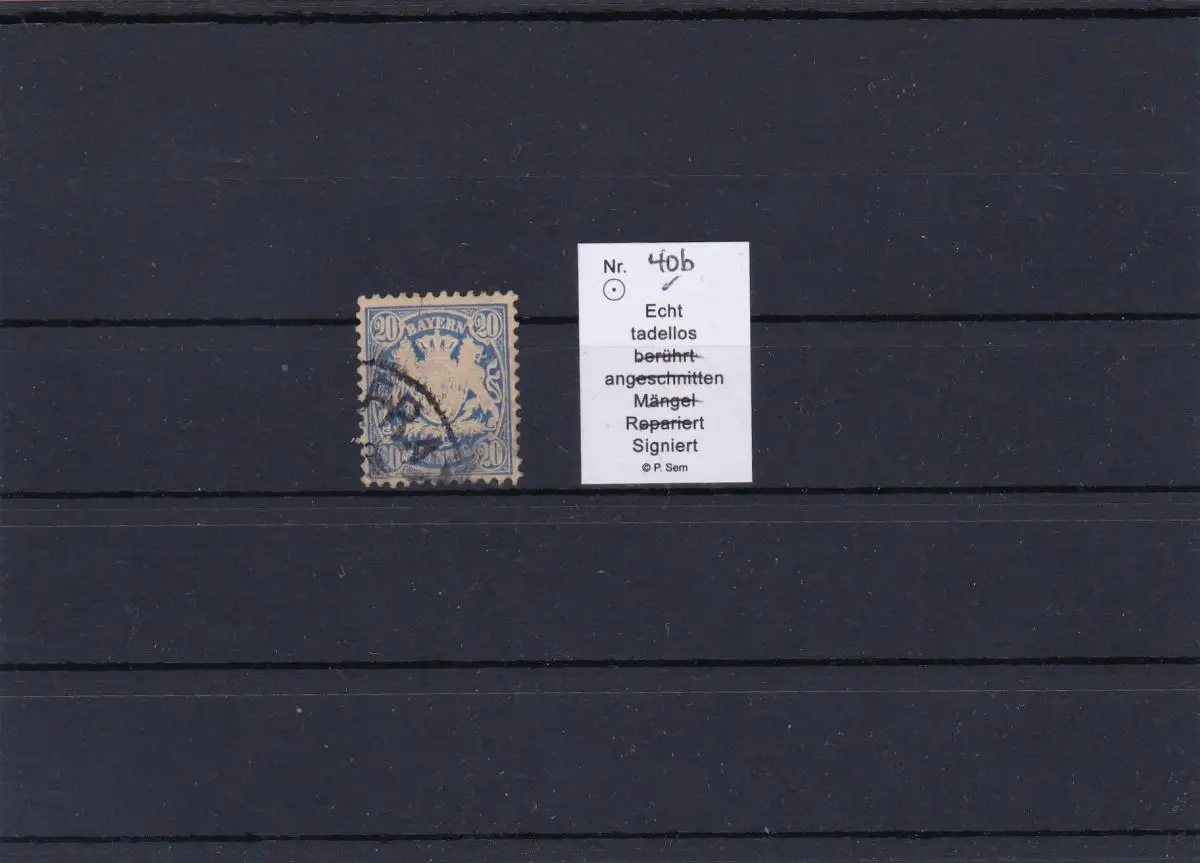 20 BAYERN 20
20 20
Nr. 40b
Echt
tadellos
berührt
angeschnitten
Mängel
Repariert
Signiert
© P. Sem